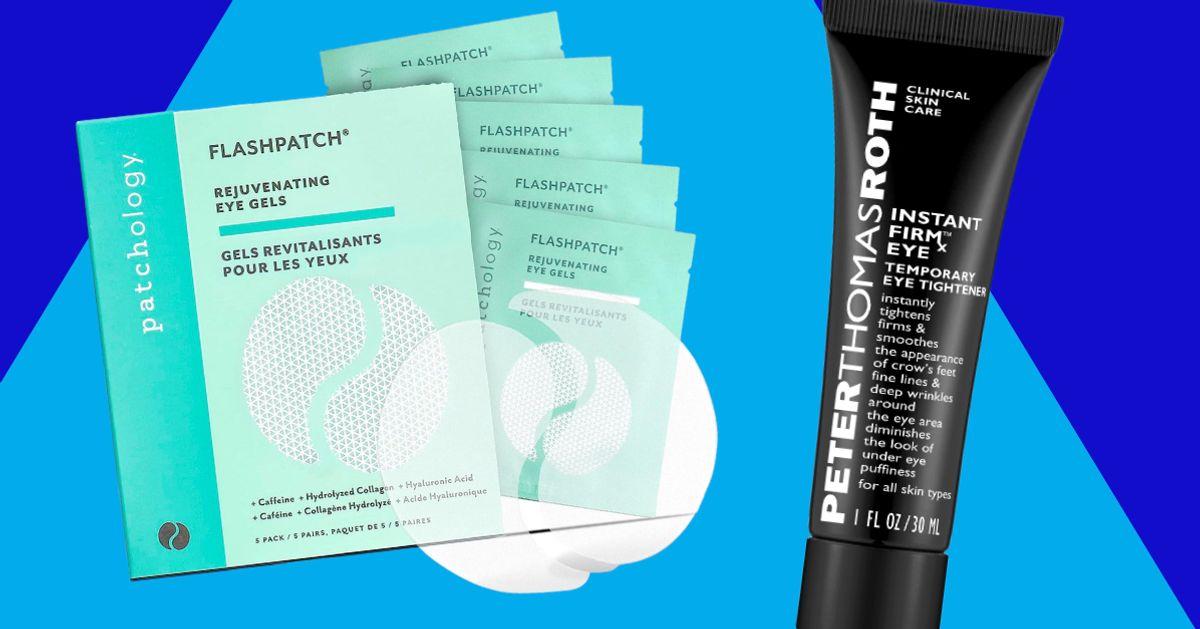 patchology.
FLASHPATCH®
REJUVENATING
EYE GELS
GELS REVITALISANTS
POUR LES YEUX
+ Caffeine + Hydrolyzed Collagen + Hyaluronic Acid
+ Caféine + Collagène Hydrolyzé + Acide Hyaluronique
5 PACK / 5 PAIRS, PAQUET DE 5 / 5 PAIRES
FLASHPATCH®
FLASHPATCH®
FLASHPATCH®
REJUVENATING
FLASHPATCH®
REJUVENATING
FLASHPATCH®
REJUVENATING
EYE GELS
GELS REVITALISANTS
POUR LES YEUX
PETERTHOMASROTH
CLINICAL
SKIN
CARE
INSTANT
FIRM™
EYE x
TEMPORARY
EYE TIGHTENER
instantly
tightens
firms &
smoothes
the appearance
of crow's feet
fine lines &
deep wrinkles
around
the eye area
diminishes
the look of
under eye
puffiness
for all skin types
1 FL OZ/30 ML